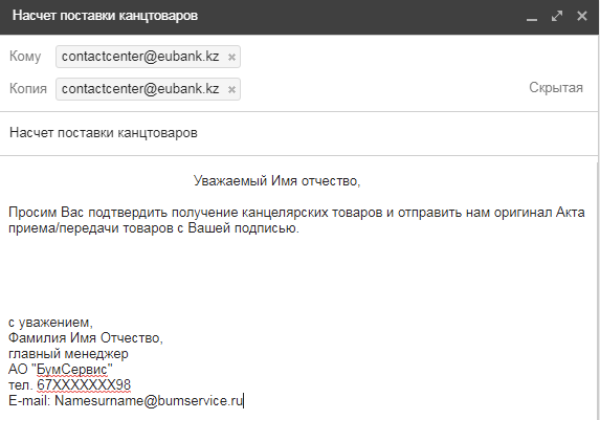 Насчет поставки канцтоваров
Кому contactcenter@eubank.kz ×
Копия contactcenter@eubank.kz × Скрытая
Насчет поставки канцтоваров
Уважаемый Имя отчество,
Просим Вас подтвердить получение канцелярских товаров и отправить нам оригинал Акта
приема/передачи товаров с Вашей подписью.
с уважением,
Фамилия Имя Отчество,
главный менеджер
АО "БумСервис"
тел. 67XXXXXXX98
E-mail: Namesurname@bumservice.ru